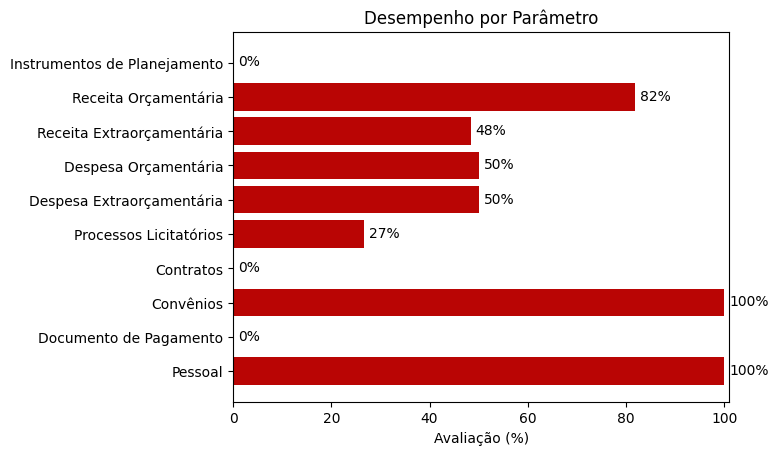 Desempenho por Parâmetro
Instrumentos de Planejamento 0%
Receita Orçamentária 82%
Receita Extraorçamentária 48%
Despesa Orçamentária 50%
Despesa Extraorçamentária 50%
Processos Licitatórios 27%
Contratos 0%
Convênios 100%
Documento de Pagamento 0%
Pessoal 100%
0 20 40 60 80 100
Avaliação (%)